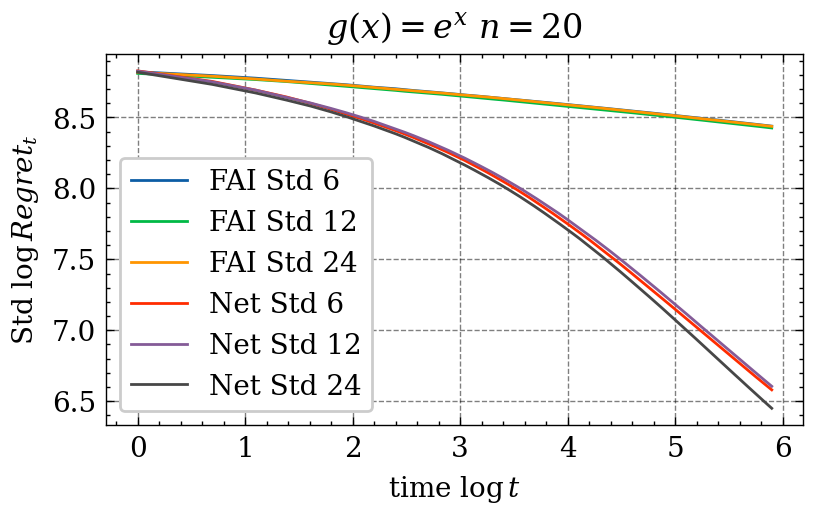 g(x) = e^x n = 20
Std log Regret_t
8.5
8.0
7.5
7.0
6.5
FAI Std 6
FAI Std 12
FAI Std 24
Net Std 6
Net Std 12
Net Std 24
0 1 2 3 4 5 6
time log t